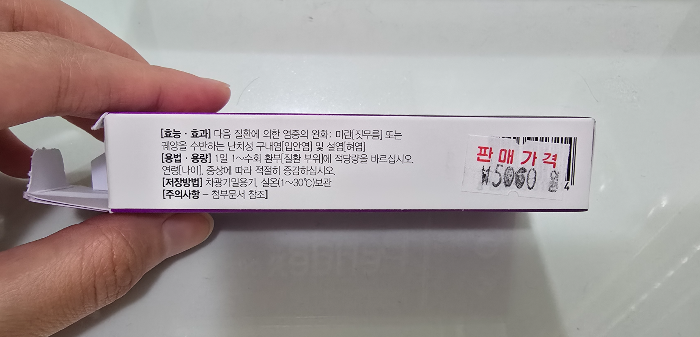 [효능 · 효과] 다음 질환에 의한 염증의 완화: 미란[짓무름] 또는
궤양을 수반하는 난치성 구내염[입안염] 및 설염[혀염]
[용법 · 용량] 1일 1~수회 환부[질환 부위]에 적당량을 바르십시오.
연령[나이], 증상에 따라 적절히 증감하십시오.
[저장방법] 차광기밀용기, 실온(1~30℃)보관
[주의사항 - 첨부문서 참조]
판매가격
₩5000
4